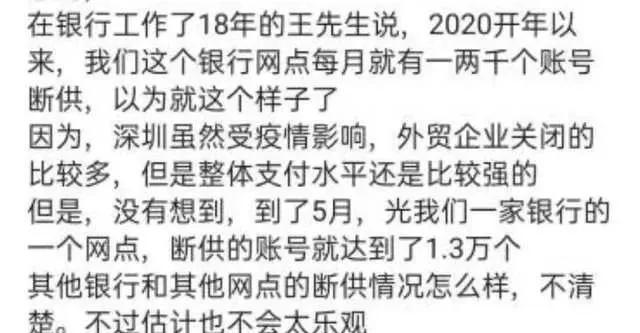 在银行工作了18年的王先生说，2020开年以
来，我们这个银行网点每月就有一两千个账号
断供，以为就这个样子了
因为，深圳虽然受疫情影响，外贸企业关闭的
比较多，但是整体支付水平还是比较强的
但是，没有想到，到了5月，光我们一家银行的
一个网点，断供的账号就达到了1.3万个
其他银行和其他网点的断供情况怎么样，不清
楚。不过估计也不会太乐观